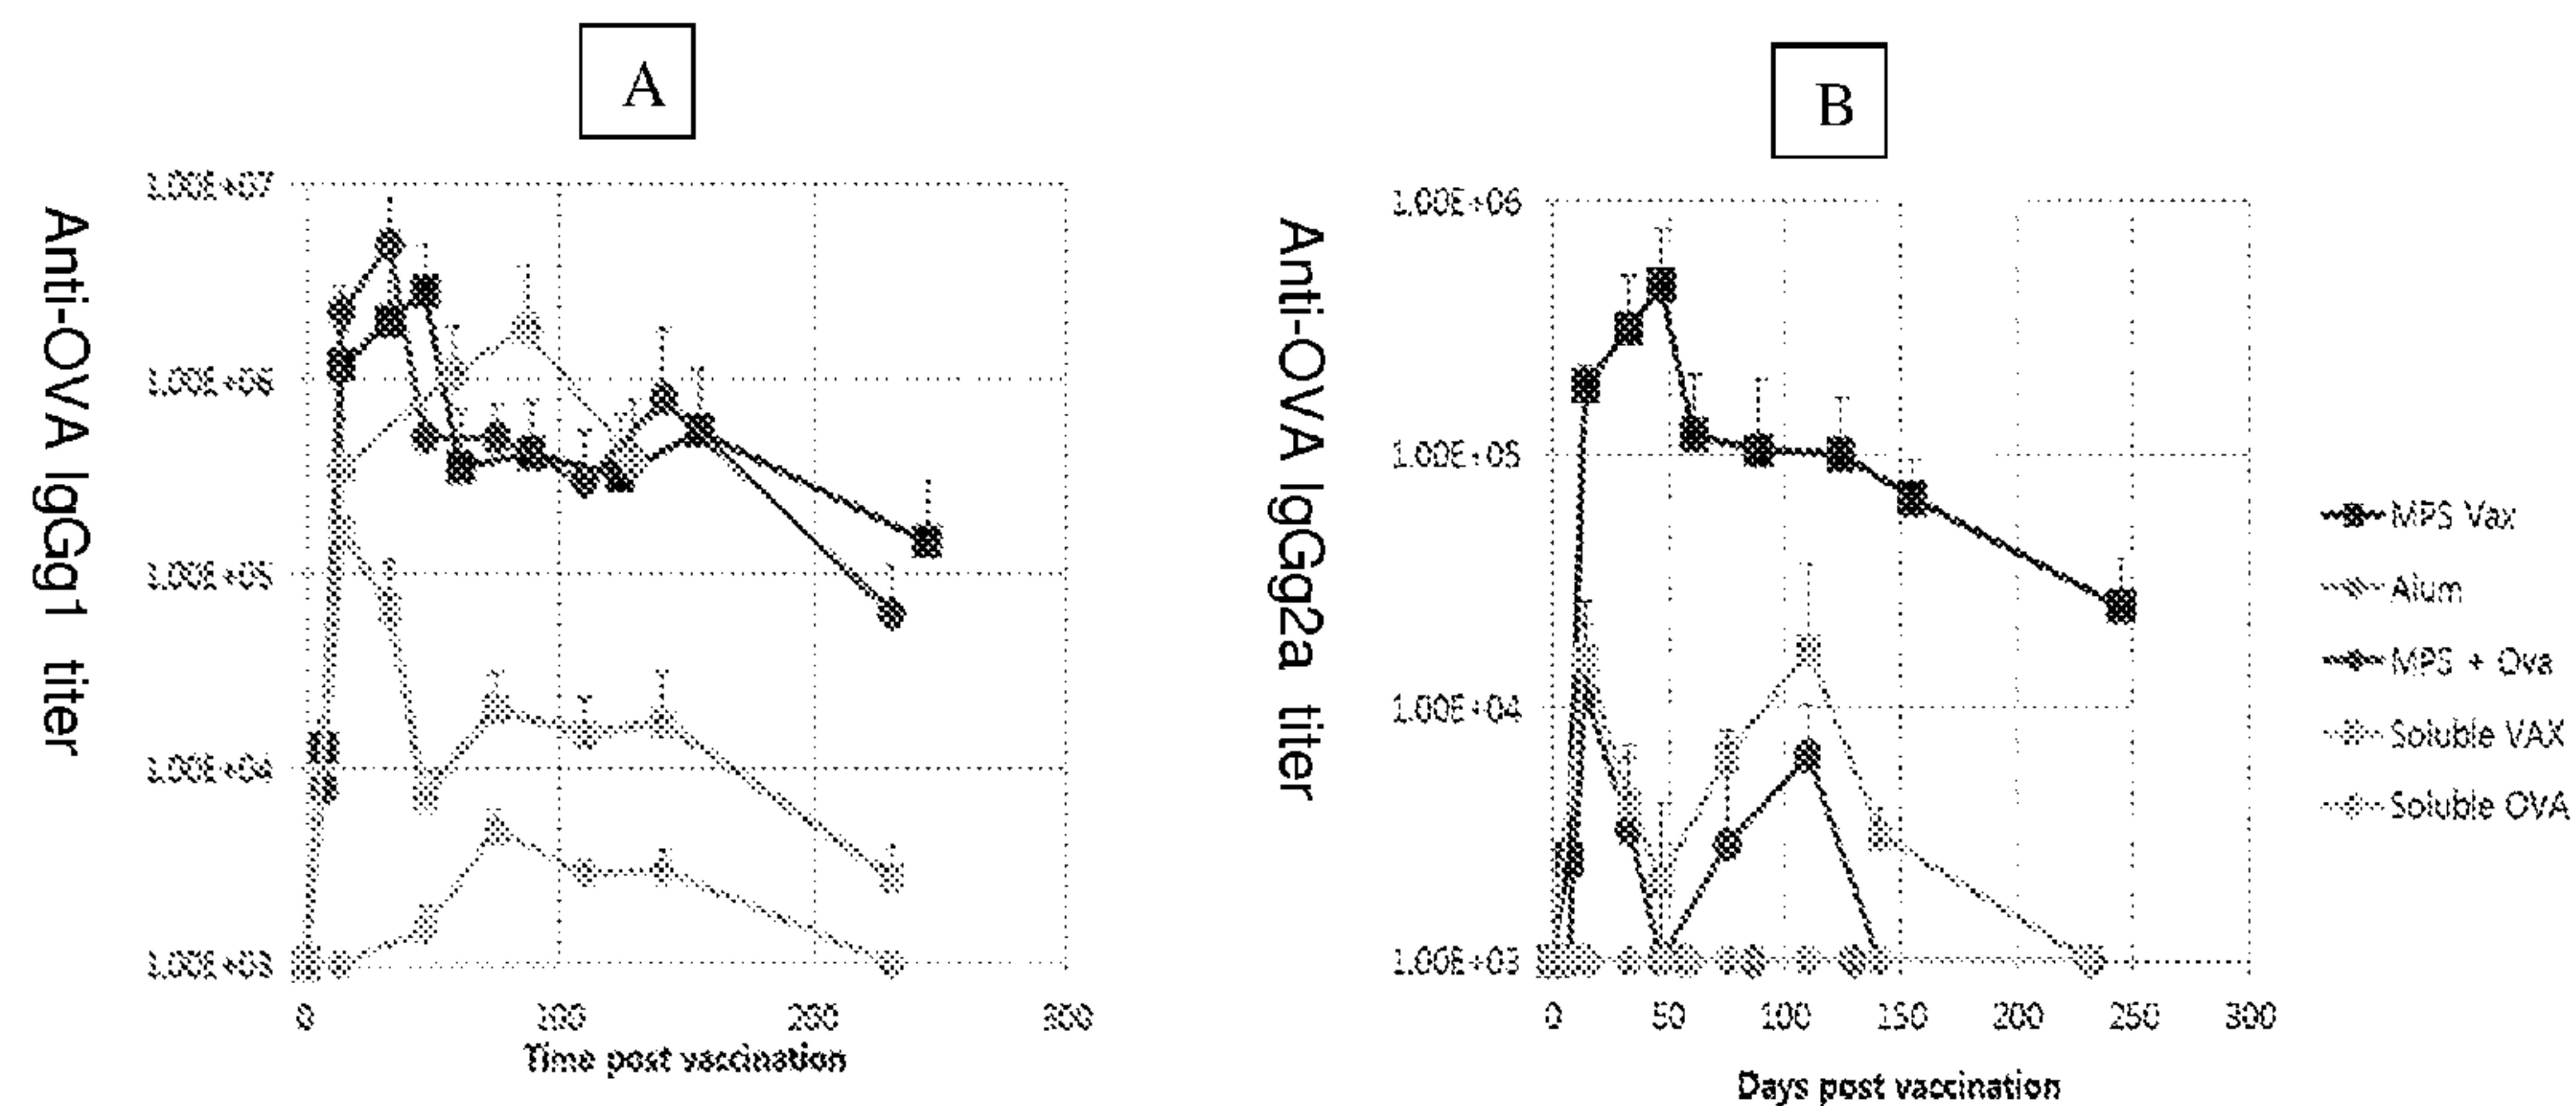 A
B
Anti-OVA IgGg1 titer
1.00E+07
1.00E+06
1.00E+05
1.00E+04
1.00E+03
0 100 200 300
Time post vaccination
Anti-OVA IgGg2a titer
1.00E+06
1.00E+05
1.00E+04
1.00E+03
0 50 100 150 200 250 300
Days post vaccination
MPS Vax
Alum
MPS + Ova
Soluble VAX
Soluble OVA